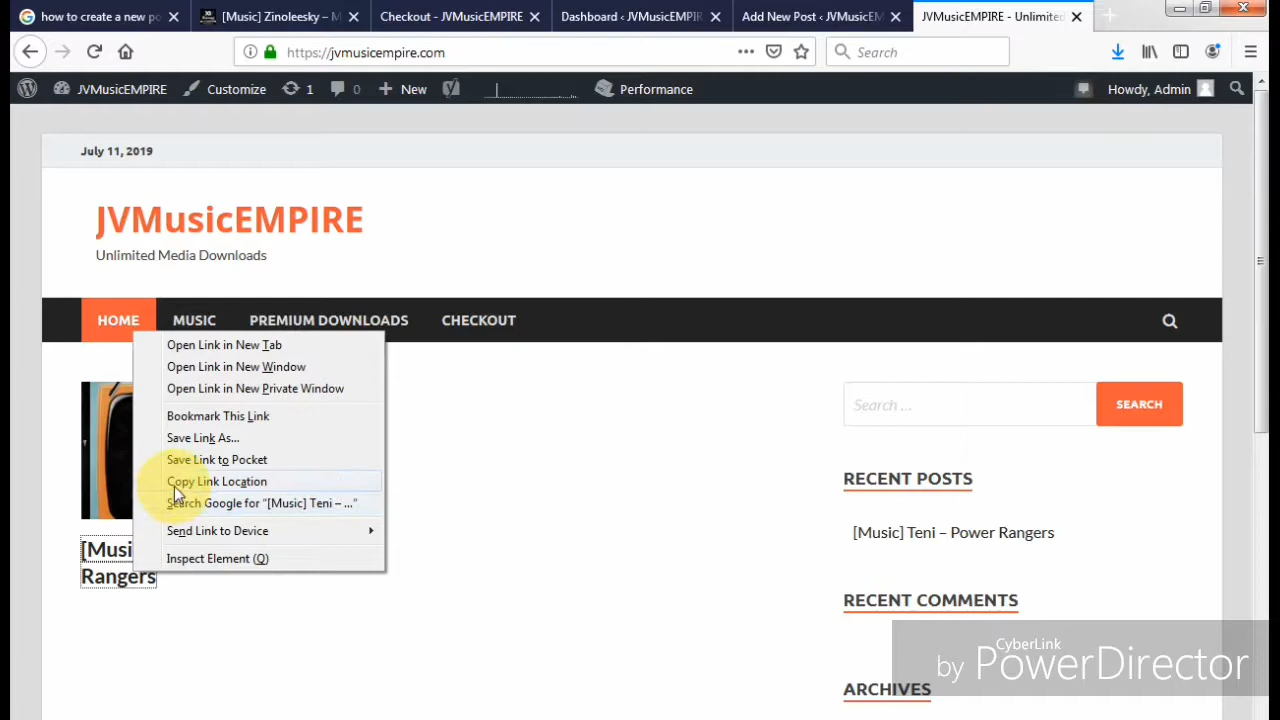 how to create a new po
[Music] Zinoleesky – M
Checkout - JVMusicEMPIRE
Dashboard ‹ JVMusicEMPIR
Add New Post ‹ JVMusicEM
JVMusicEMPIRE - Unlimited
https://jvmusicempire.com
Search
JVMusicEMPIRE
Customize
1
0
New
Performance
Howdy, Admin
July 11, 2019
JVMusicEMPIRE
Unlimited Media Downloads
HOME
MUSIC
PREMIUM DOWNLOADS
CHECKOUT
Open Link in New Tab
Open Link in New Window
Open Link in New Private Window
Bookmark This Link
Save Link As...
Save Link to Pocket
Copy Link Location
Search Google for "[Music] Teni – ..."
Send Link to Device
Inspect Element (Q)
[Musi
Rangers
Search ...
SEARCH
RECENT POSTS
[Music] Teni – Power Rangers
RECENT COMMENTS
ARCHIVES
CyberLink
by PowerDirector